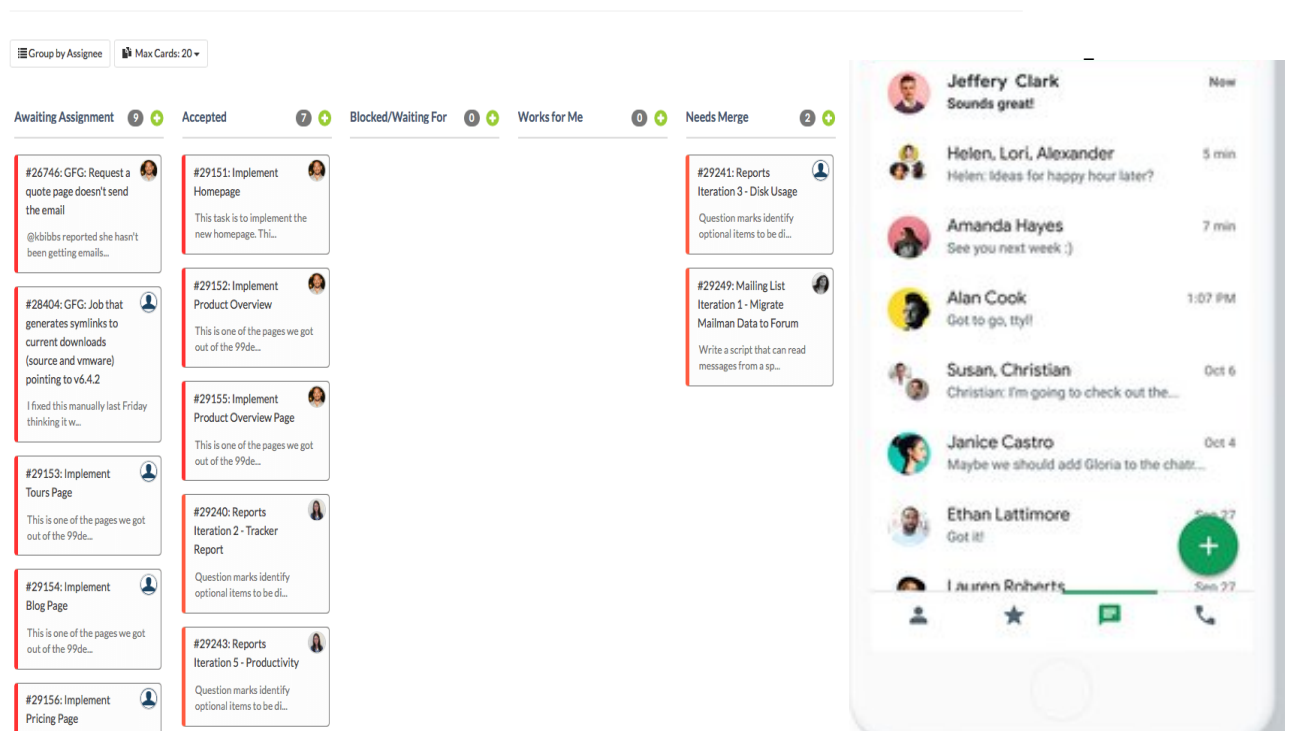 Group by Assignee
Max Cards: 20
Awaiting Assignment 9
#26746: GFG: Request a
quote page doesn't send
the email
@kbibbs reported she hasn't
been getting emails...
#28404: GFG: Job that
generates symlinks to
current downloads
(source and vmware)
pointing to v6.4.2
I fixed this manually last Friday
thinking it w...
#29153: Implement
Tours Page
This is one of the pages we got
out of the 99de...
#29154: Implement
Blog Page
This is one of the pages we got
out of the 99de...
#29156: Implement
Pricing Page
Accepted 7
#29151: Implement
Homepage
This task is to implement the
new homepage. Thi...
#29152: Implement
Product Overview
This is one of the pages we got
out of the 99de...
#29155: Implement
Product Overview Page
This is one of the pages we got
out of the 99de...
#29240: Reports
Iteration 2 - Tracker
Report
Question marks identify
optional items to be di...
#29243: Reports
Iteration 5 - Productivity
Question marks identify
optional items to be di...
Blocked/Waiting For 0
Works for Me 0
Needs Merge 2
#29241: Reports
Iteration 3 - Disk Usage
Question marks identify
optional items to be di...
#29249: Mailing List
Iteration 1 - Migrate
Mailman Data to Forum
Write a script that can read
messages from a sp...
Jeffery Clark Now
Sounds great!
Helen, Lori, Alexander 5 min
Helen: Ideas for happy hour later?
Amanda Hayes 7 min
See you next week :)
Alan Cook 1:07 PM
Got to go, ttyl!
Susan, Christian Oct 6
Christian: I'm going to check out the...
Janice Castro Oct 4
Maybe we should add Gloria to the chatr...
Ethan Lattimore Sep 27
Got it!
Lauren Roberts Sep 27